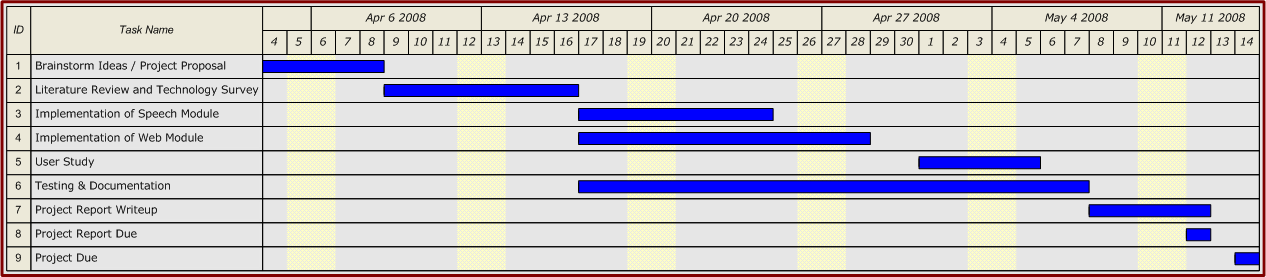 ID Task Name Apr 6 2008 Apr 13 2008 Apr 20 2008 Apr 27 2008 May 4 2008 May 11 2008
4 5 6 7 8 9 10 11 12 13 14 15 16 17 18 19 20 21 22 23 24 25 26 27 28 29 30 1 2 3 4 5 6 7 8 9 10 11 12 13 14
1 Brainstorm Ideas / Project Proposal
2 Literature Review and Technology Survey
3 Implementation of Speech Module
4 Implementation of Web Module
5 User Study
6 Testing & Documentation
7 Project Report Writeup
8 Project Report Due
9 Project Due